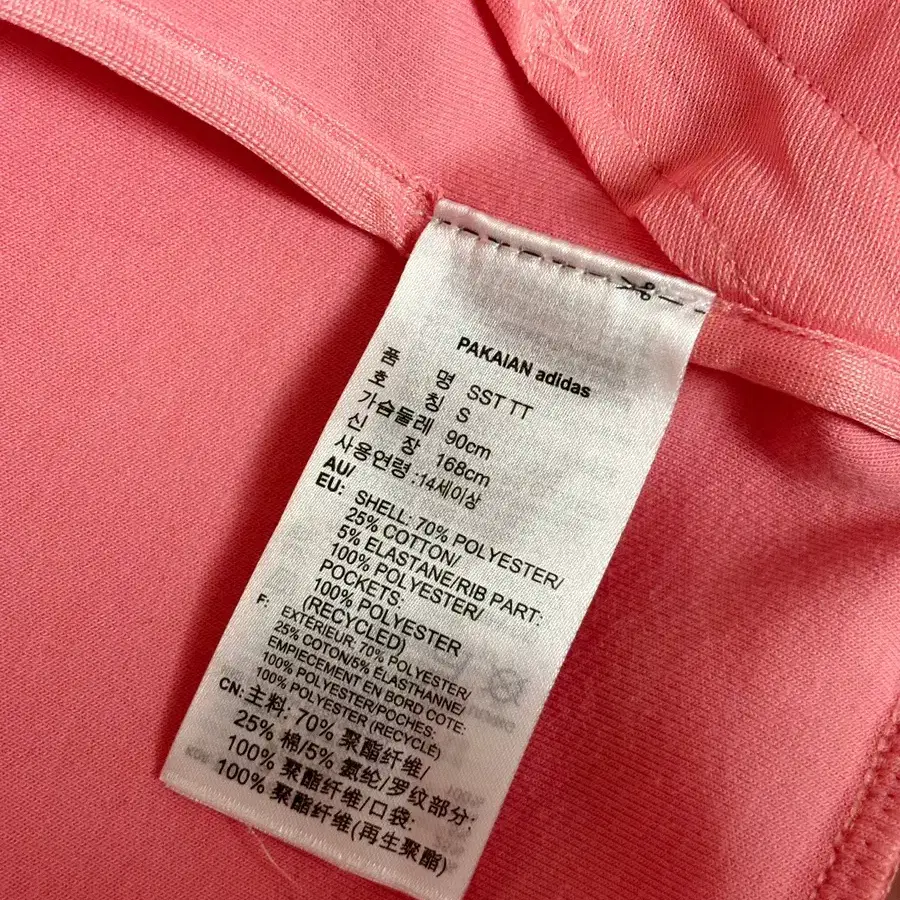 PAKAIAN adidas
품 명 SST TT
호 칭 S
가슴둘레 90cm
신 장 168cm
사용연령 :14세이상
AU/
EU: SHELL: 70% POLYESTER/
25% COTTON/
5% ELASTANE/RIB PART:
100% POLYESTER/
POCKETS:
100% POLYESTER
(RECYCLED)
F: EXTÉRIEUR: 70% POLYESTER/
25% COTON/5% ÉLASTHANNE/
EMPIECEMENT EN BORD COTE:
100% POLYESTER/POCHES:
100% POLYESTER (RECYCLÉ)
CN: 主料: 70% 聚酯纤维/
25% 棉/5% 氨纶/罗纹部分:
100% 聚酯纤维/口袋:
100% 聚酯纤维(再生聚酯)